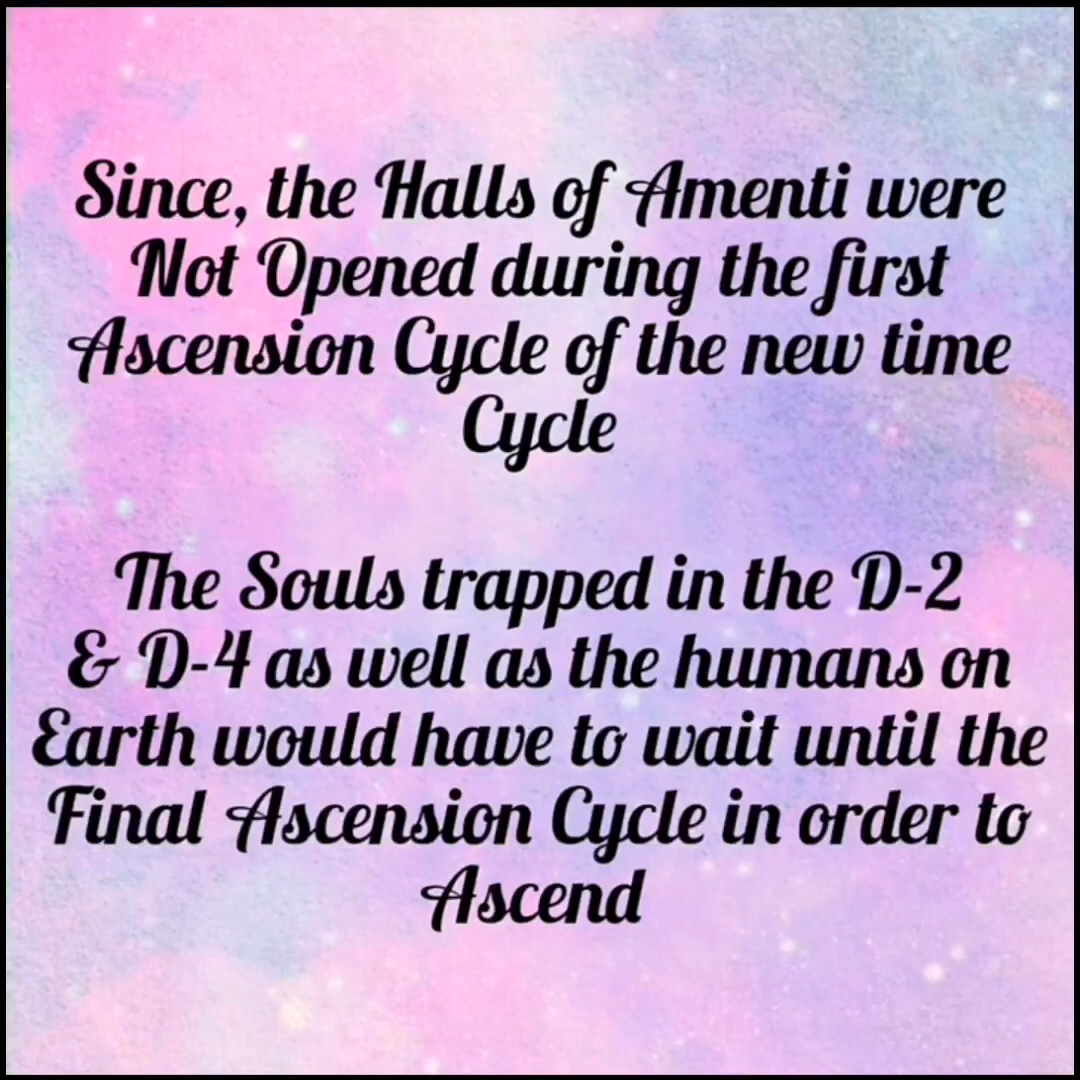 Since, the Halls of Amenti were
Not Opened during the first
Ascension Cycle of the new time
Cycle
The Souls trapped in the D-2
& D-4 as well as the humans on
Earth would have to wait until the
Final Ascension Cycle in order to
Ascend